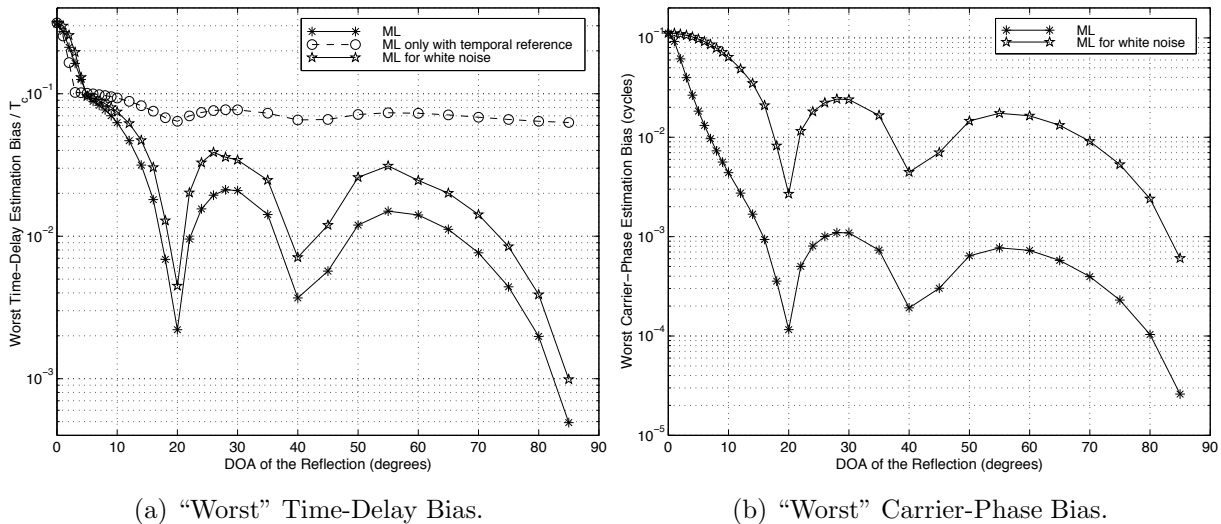 ML
ML only with temporal reference
ML for white noise
Worst Time-Delay Estimation Bias / T_c
10⁻¹
10⁻²
10⁻³
0 10 20 30 40 50 60 70 80 90
DOA of the Reflection (degrees)
(a) “Worst” Time-Delay Bias.
ML
ML for white noise
Worst Carrier-Phase Estimation Bias (cycles)
10⁻¹
10⁻²
10⁻³
10⁻⁴
10⁻⁵
0 10 20 30 40 50 60 70 80 90
DOA of the Reflection (degrees)
(b) “Worst” Carrier-Phase Bias.